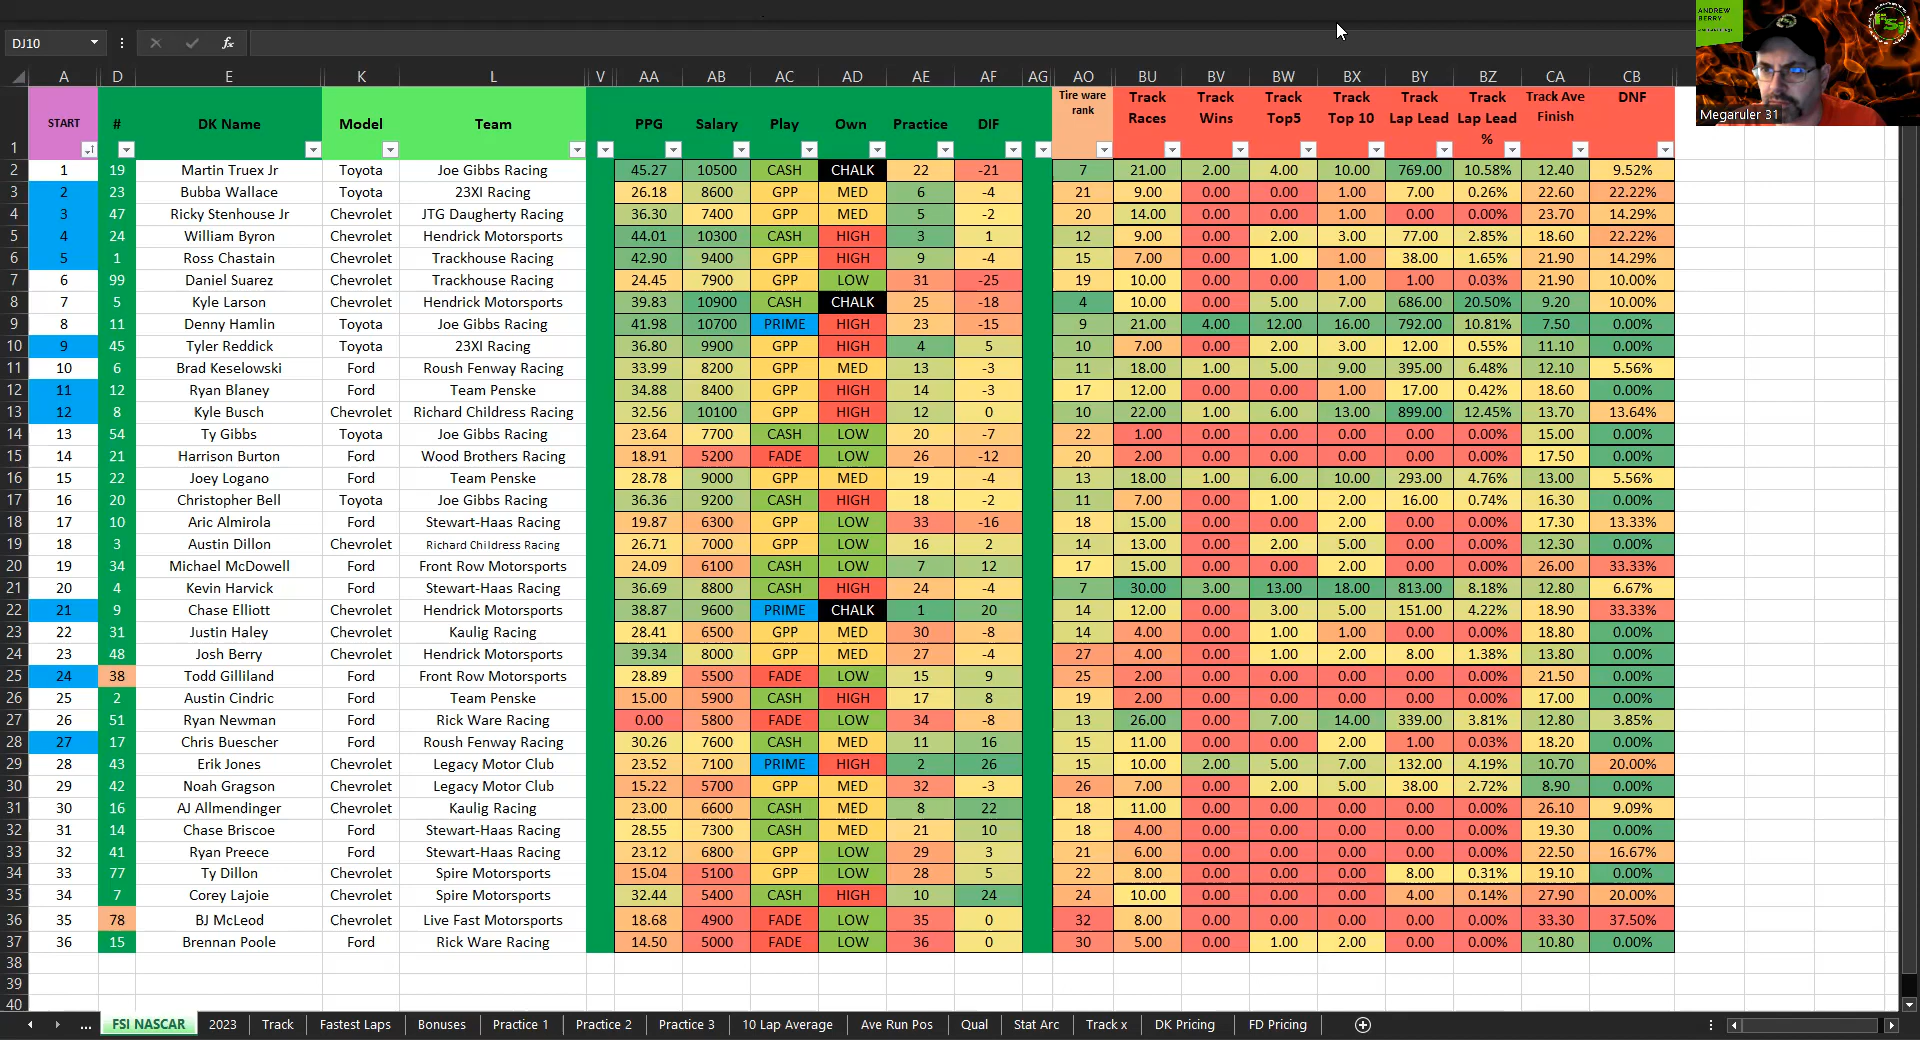 ANDREW
BERRY
Megaruler 31
DJ10 fx
A D E K L V AA AB AC AD AE AF AG AO BU BV BW BX BY BZ CA CB
1 START # DK Name Model Team PPG Salary Play Own Practice DIF Tire ware rank Track Races Track Wins Track Top5 Track Top 10 Track Lap Lead Track Lap Lead % Track Ave Finish DNF
2 1 19 Martin Truex Jr Toyota Joe Gibbs Racing 45.27 10500 CASH CHALK 22 -21 7 21.00 2.00 4.00 10.00 769.00 10.58% 12.40 9.52%
3 2 23 Bubba Wallace Toyota 23XI Racing 26.18 8600 GPP MED 6 -4 21 9.00 0.00 0.00 1.00 7.00 0.26% 22.60 22.22%
4 3 47 Ricky Stenhouse Jr Chevrolet JTG Daugherty Racing 36.30 7400 GPP MED 5 -2 20 14.00 0.00 0.00 1.00 0.00 0.00% 23.70 14.29%
5 4 24 William Byron Chevrolet Hendrick Motorsports 44.01 10300 CASH HIGH 3 1 12 9.00 0.00 2.00 3.00 77.00 2.85% 18.60 22.22%
6 5 1 Ross Chastain Chevrolet Trackhouse Racing 42.90 9400 GPP HIGH 9 -4 15 7.00 0.00 1.00 1.00 38.00 1.65% 21.90 14.29%
7 6 99 Daniel Suarez Chevrolet Trackhouse Racing 24.45 7900 GPP LOW 31 -25 19 10.00 0.00 0.00 1.00 1.00 0.03% 21.90 10.00%
8 7 5 Kyle Larson Chevrolet Hendrick Motorsports 39.83 10900 CASH CHALK 25 -18 4 10.00 0.00 5.00 7.00 686.00 20.50% 9.20 10.00%
9 8 11 Denny Hamlin Toyota Joe Gibbs Racing 41.98 10700 PRIME HIGH 23 -15 9 21.00 4.00 12.00 16.00 792.00 10.81% 7.50 0.00%
10 9 45 Tyler Reddick Toyota 23XI Racing 36.80 9900 GPP HIGH 4 5 10 7.00 0.00 2.00 3.00 12.00 0.55% 11.10 0.00%
11 10 6 Brad Keselowski Ford Roush Fenway Racing 33.99 8200 GPP MED 13 -3 11 18.00 1.00 5.00 9.00 395.00 6.48% 12.10 5.56%
12 11 12 Ryan Blaney Ford Team Penske 34.88 8400 GPP HIGH 14 -3 17 12.00 0.00 0.00 1.00 17.00 0.42% 18.60 0.00%
13 12 8 Kyle Busch Chevrolet Richard Childress Racing 32.56 10100 GPP HIGH 12 0 10 22.00 1.00 6.00 13.00 899.00 12.45% 13.70 13.64%
14 13 54 Ty Gibbs Toyota Joe Gibbs Racing 23.64 7700 CASH LOW 20 -7 22 1.00 0.00 0.00 0.00 0.00 0.00% 15.00 0.00%
15 14 21 Harrison Burton Ford Wood Brothers Racing 18.91 5200 FADE LOW 26 -12 20 2.00 0.00 0.00 0.00 0.00 0.00% 17.50 0.00%
16 15 22 Joey Logano Ford Team Penske 28.78 9000 GPP MED 19 -4 13 18.00 1.00 6.00 10.00 293.00 4.76% 13.00 5.56%
17 16 20 Christopher Bell Toyota Joe Gibbs Racing 36.36 9200 CASH HIGH 18 -2 11 7.00 0.00 1.00 2.00 16.00 0.74% 16.30 0.00%
18 17 10 Aric Almirola Ford Stewart-Haas Racing 19.87 6300 GPP LOW 33 -16 18 15.00 0.00 0.00 2.00 0.00 0.00% 17.30 13.33%
19 18 3 Austin Dillon Chevrolet Richard Childress Racing 26.71 7000 GPP LOW 16 2 14 13.00 0.00 2.00 5.00 0.00 0.00% 12.30 0.00%
20 19 34 Michael McDowell Ford Front Row Motorsports 24.09 6100 CASH LOW 7 12 17 15.00 0.00 0.00 2.00 0.00 0.00% 26.00 33.33%
21 20 4 Kevin Harvick Ford Stewart-Haas Racing 36.69 8800 CASH HIGH 24 -4 7 30.00 3.00 13.00 18.00 813.00 8.18% 12.80 6.67%
22 21 9 Chase Elliott Chevrolet Hendrick Motorsports 38.87 9600 PRIME CHALK 1 20 14 12.00 0.00 3.00 5.00 151.00 4.22% 18.90 33.33%
23 22 31 Justin Haley Chevrolet Kaulig Racing 28.41 6500 GPP MED 30 -8 14 4.00 0.00 1.00 1.00 0.00 0.00% 18.80 0.00%
24 23 48 Josh Berry Chevrolet Hendrick Motorsports 39.34 8000 GPP MED 27 -4 27 4.00 0.00 1.00 2.00 8.00 1.38% 13.80 0.00%
25 24 38 Todd Gilliland Ford Front Row Motorsports 28.89 5500 FADE LOW 15 9 25 2.00 0.00 0.00 0.00 0.00 0.00% 21.50 0.00%
26 25 2 Austin Cindric Ford Team Penske 15.00 5900 CASH HIGH 17 8 19 2.00 0.00 0.00 0.00 0.00 0.00% 17.00 0.00%
27 26 51 Ryan Newman Ford Rick Ware Racing 0.00 5800 FADE LOW 34 -8 13 26.00 0.00 7.00 14.00 339.00 3.81% 12.80 3.85%
28 27 17 Chris Buescher Ford Roush Fenway Racing 30.26 7600 CASH MED 11 16 15 11.00 0.00 0.00 2.00 1.00 0.03% 18.20 0.00%
29 28 43 Erik Jones Chevrolet Legacy Motor Club 23.52 7100 PRIME HIGH 2 26 15 10.00 2.00 5.00 7.00 132.00 4.19% 10.70 20.00%
30 29 42 Noah Gragson Chevrolet Legacy Motor Club 15.22 5700 GPP MED 32 -3 26 7.00 0.00 2.00 5.00 38.00 2.72% 8.90 0.00%
31 30 16 AJ Allmendinger Chevrolet Kaulig Racing 23.00 6600 CASH MED 8 22 18 11.00 0.00 0.00 0.00 0.00 0.00% 26.10 9.09%
32 31 14 Chase Briscoe Ford Stewart-Haas Racing 28.55 7300 CASH MED 21 10 18 4.00 0.00 0.00 0.00 0.00 0.00% 19.30 0.00%
33 32 41 Ryan Preece Ford Stewart-Haas Racing 23.12 6800 GPP LOW 29 3 21 6.00 0.00 0.00 0.00 0.00 0.00% 22.50 16.67%
34 33 77 Ty Dillon Chevrolet Spire Motorsports 15.04 5100 GPP LOW 28 5 22 8.00 0.00 0.00 0.00 8.00 0.31% 19.10 0.00%
35 34 7 Corey Lajoie Chevrolet Spire Motorsports 32.44 5400 CASH HIGH 10 24 24 10.00 0.00 0.00 0.00 4.00 0.14% 27.90 20.00%
36 35 78 BJ McLeod Chevrolet Live Fast Motorsports 18.68 4900 FADE LOW 35 0 32 8.00 0.00 0.00 0.00 0.00 0.00% 33.30 37.50%
37 36 15 Brennan Poole Ford Rick Ware Racing 14.50 5000 FADE LOW 36 0 30 5.00 0.00 1.00 2.00 0.00 0.00% 10.80 0.00%
38
39
40
... FSI NASCAR 2023 Track Fastest Laps Bonuses Practice 1 Practice 2 Practice 3 10 Lap Average Ave Run Pos Qual Stat Arc Track x DK Pricing FD Pricing